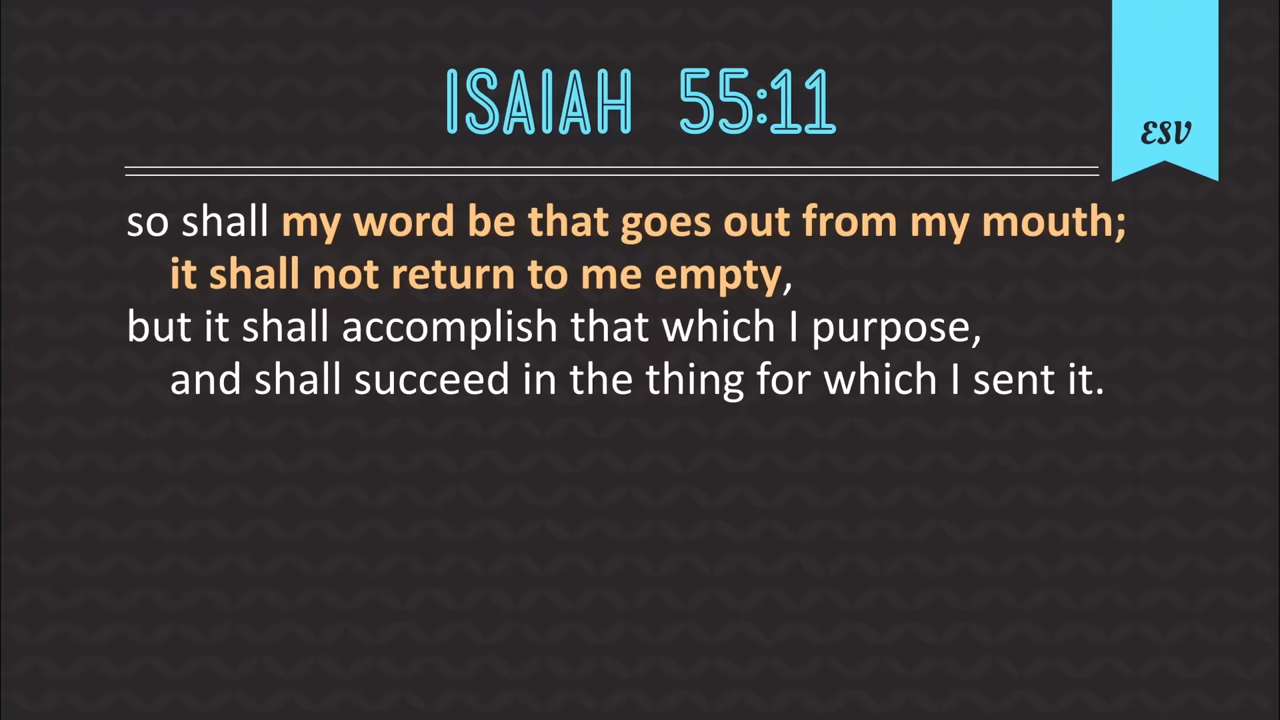 ISAIAH 55:11
ESV
so shall my word be that goes out from my mouth;
it shall not return to me empty,
but it shall accomplish that which I purpose,
and shall succeed in the thing for which I sent it.